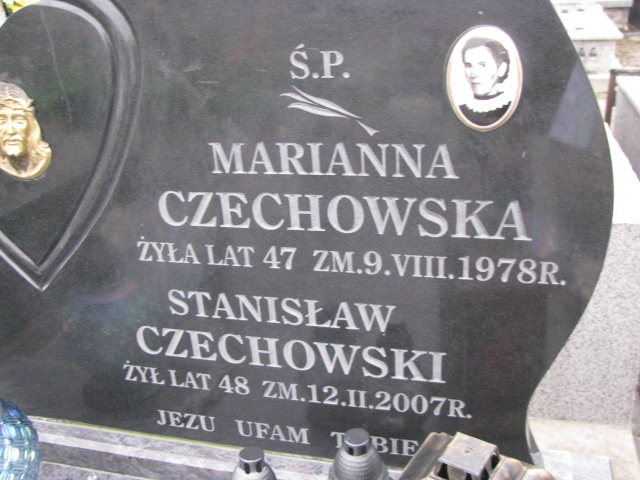 Ś.P.
MARIANNA
CZECHOWSKA
ŻYŁA LAT 47 ZM.9.VIII.1978R.
STANISŁAW
CZECHOWSKI
ŻYŁ LAT 48 ZM.12.II.2007R.
JEZU UFAM TOBIE